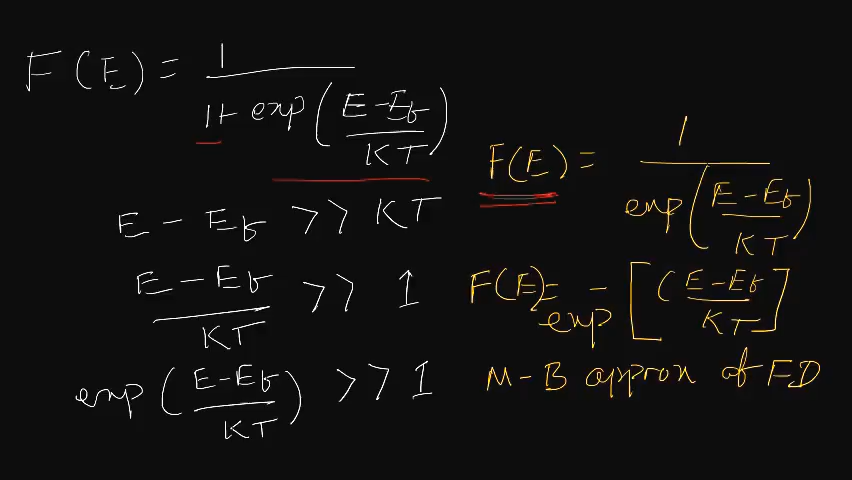 F(E) = 1 / (1 + exp((E - Ef) / KT))
E - Ef >> KT
(E - Ef) / KT >> 1
exp((E - Ef) / KT) >> 1
F(E) = 1 / exp((E - Ef) / KT)
F(E) = exp - [(E - Ef / KT]
M - B approx of FD